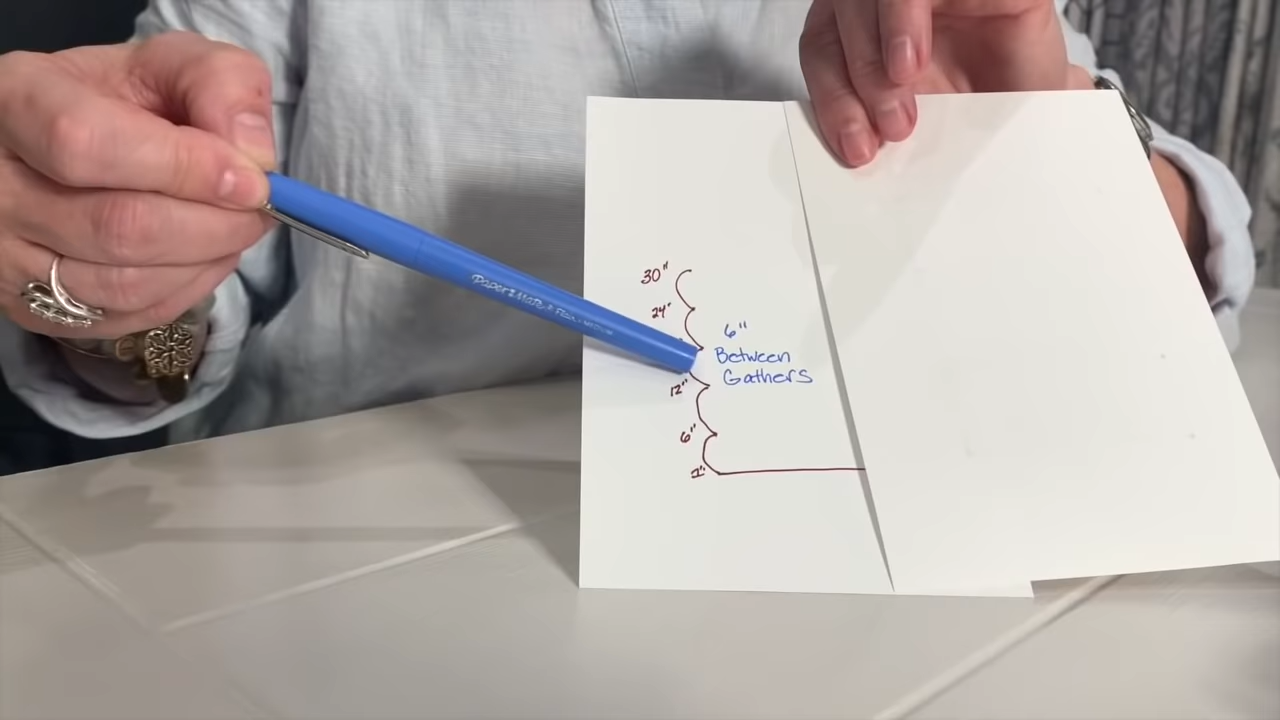 PAPER MATE FLAIR
30"
24"
6"
Between
Gathers
12"
6"
1"